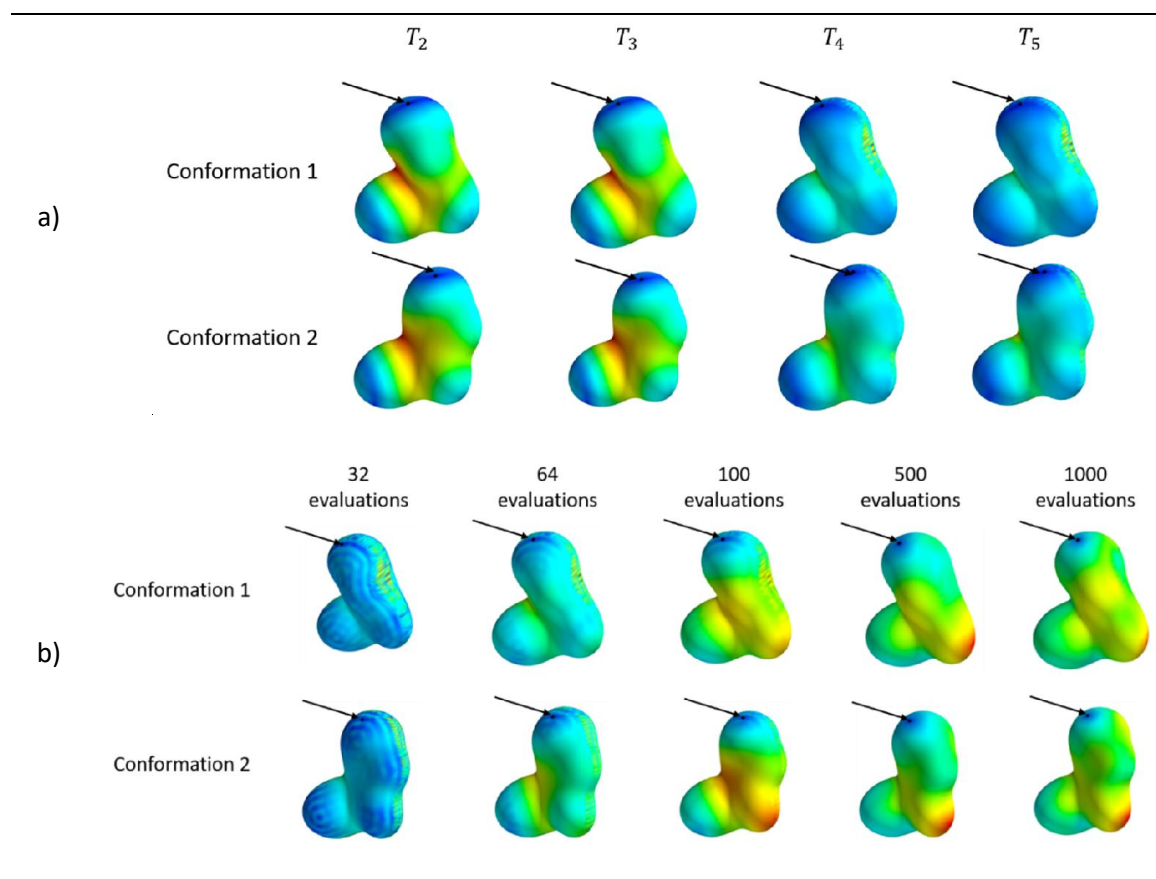 T₂ T₃ T₄ T₅
Conformation 1
a)
Conformation 2
32 evaluations 64 evaluations 100 evaluations 500 evaluations 1000 evaluations
Conformation 1
b)
Conformation 2